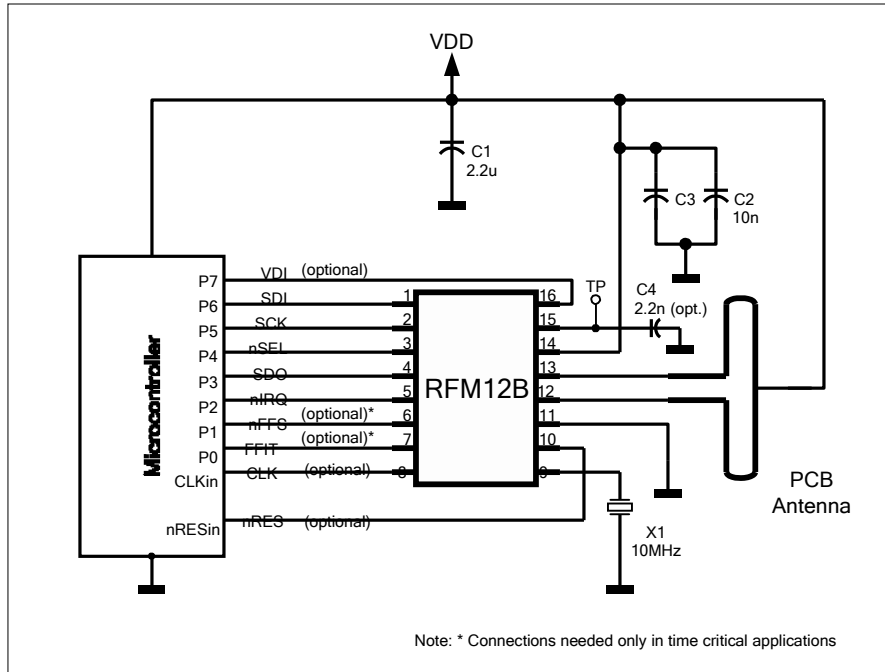 VDD
C1
2.2u
C3
C2
10n
Microcontroller
P7
VDI (optional)
P6
SDI
P5
SCK
P4
nSEL
P3
SDO
P2
nIRQ
P1
nFFS (optional)*
P0
FFIT (optional)*
CLKin
CLK (optional)
nRESin
nRES (optional)
1
2
3
4
5
6
7
8
RFM12B
16
15
14
13
12
11
10
9
TP
C4
2.2n (opt.)
X1
10MHz
PCB
Antenna
Note: * Connections needed only in time critical applications